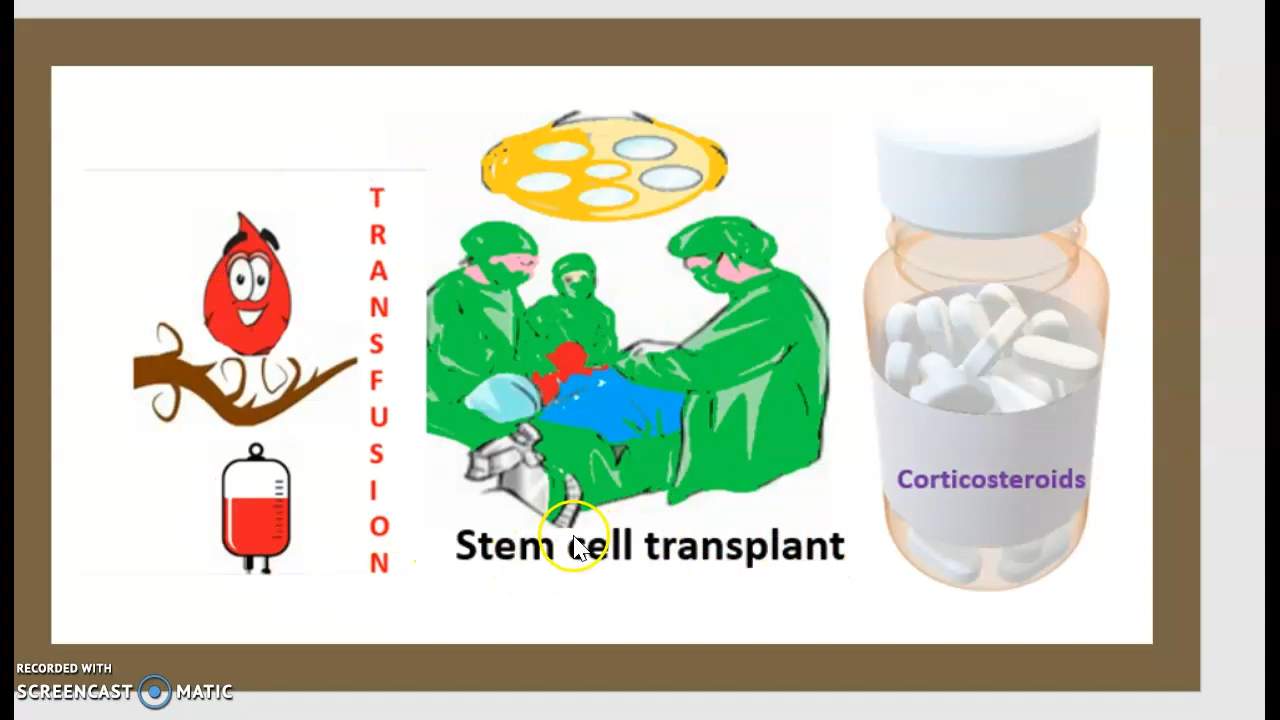 TRANSFUSION
Stem cell transplant
Corticosteroids
RECORDED WITH
SCREENCAST MATIC